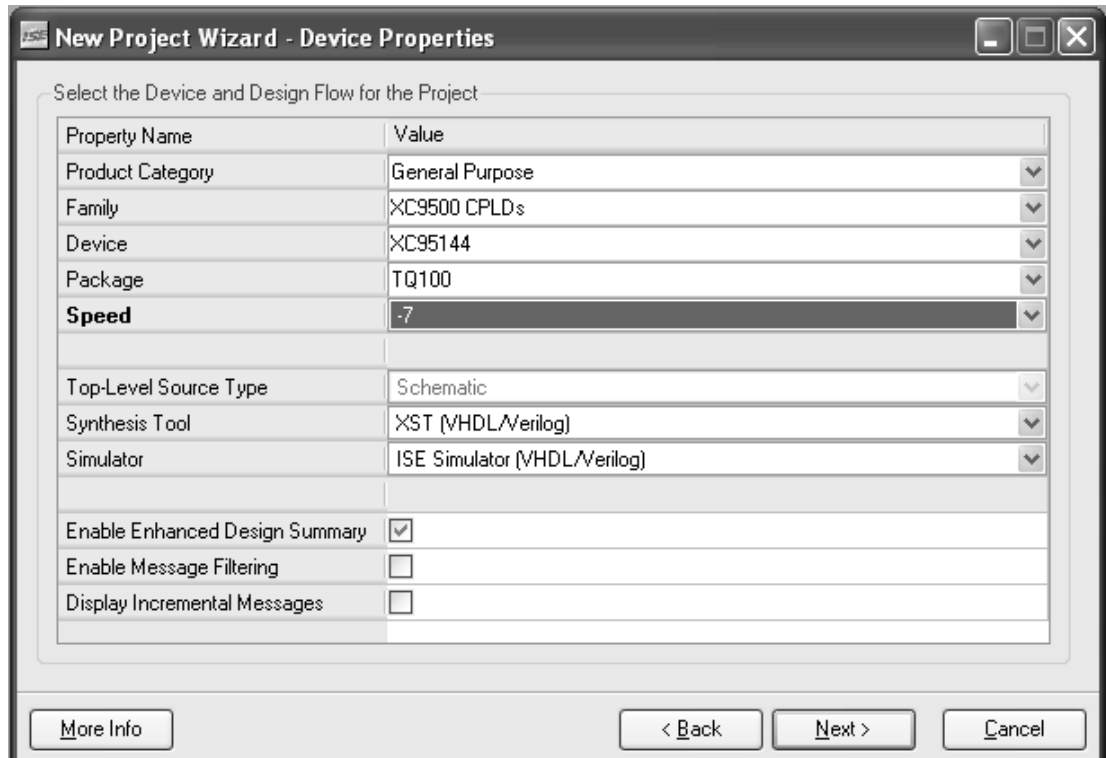 ISE New Project Wizard - Device Properties
Select the Device and Design Flow for the Project
Property Name Value
Product Category General Purpose
Family XC9500 CPLDs
Device XC95144
Package TQ100
Speed -7
Top-Level Source Type Schematic
Synthesis Tool XST (VHDL/Verilog)
Simulator ISE Simulator (VHDL/Verilog)
Enable Enhanced Design Summary
Enable Message Filtering
Display Incremental Messages
More Info < Back Next > Cancel